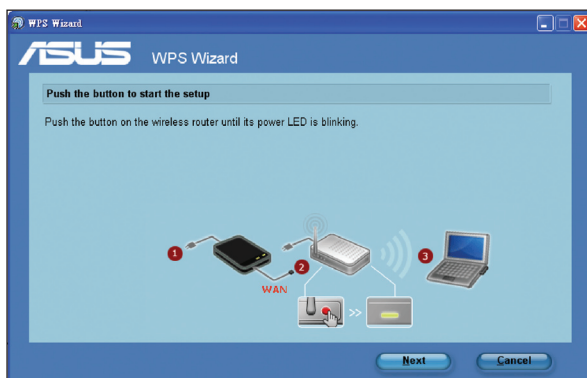 WPS Wizard
ASUS WPS Wizard
Push the button to start the setup
Push the button on the wireless router until its power LED is blinking.
1
2
3
WAN
>>
Next Cancel